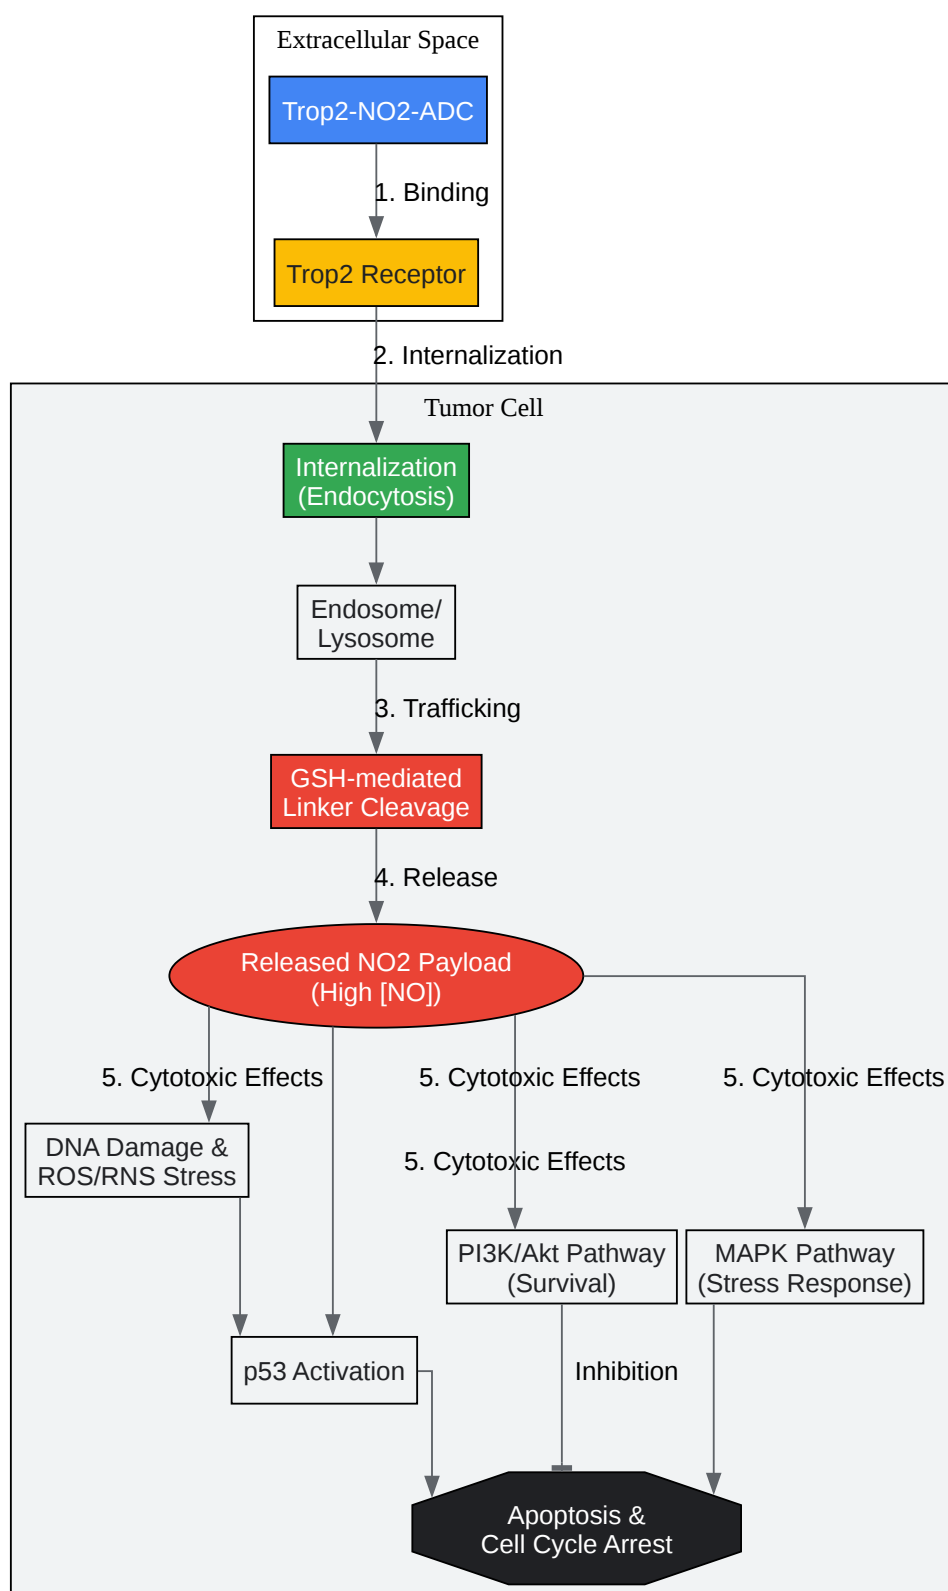 Extracellular Space
Trop2-NO2-ADC
1. Binding
Trop2 Receptor
2. Internalization
Tumor Cell
Internalization
(Endocytosis)
Endosome/
Lysosome
3. Trafficking
GSH-mediated
Linker Cleavage
4. Release
Released NO2 Payload
(High [NO])
5. Cytotoxic Effects
5. Cytotoxic Effects
5. Cytotoxic Effects
DNA Damage &
ROS/RNS Stress
5. Cytotoxic Effects
PI3K/Akt Pathway
(Survival)
MAPK Pathway
(Stress Response)
p53 Activation
Inhibition
Apoptosis &
Cell Cycle Arrest